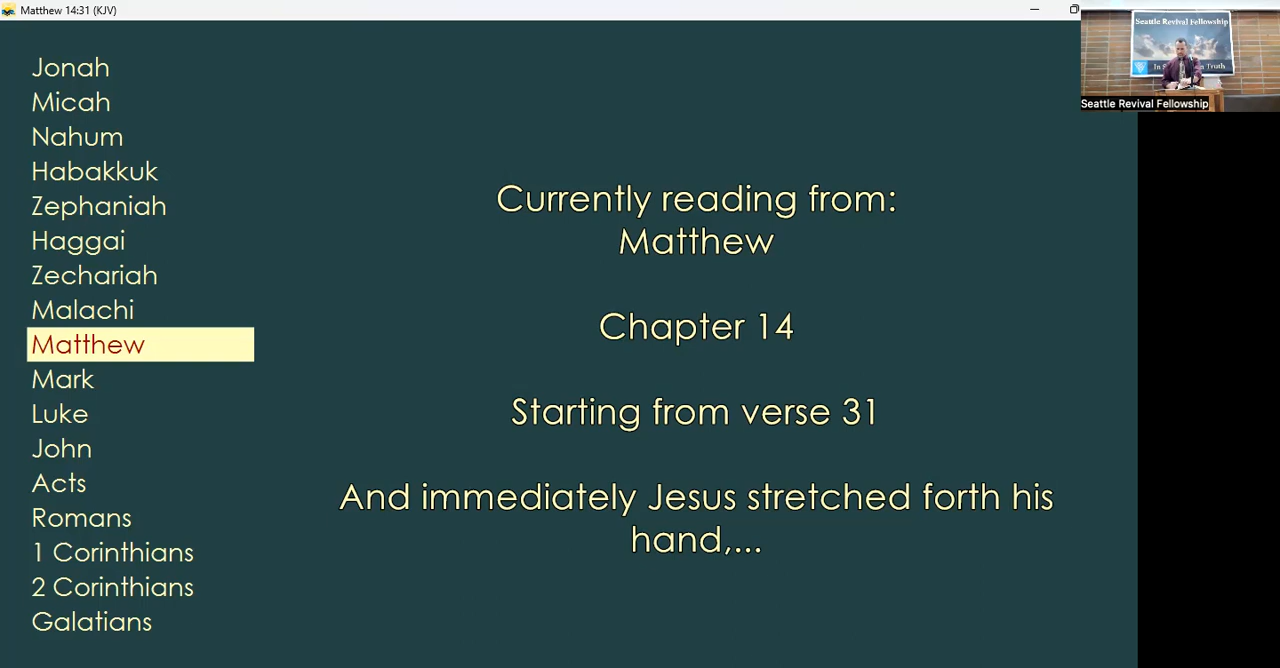 Matthew 14:31 (KJV)
Seattle Revival Fellowship
Truth
Seattle Revival Fellowship
Jonah
Micah
Nahum
Habakkuk
Zephaniah
Haggai
Zechariah
Malachi
Matthew
Mark
Luke
John
Acts
Romans
1 Corinthians
2 Corinthians
Galatians
Currently reading from:
Matthew
Chapter 14
Starting from verse 31
And immediately Jesus stretched forth his
hand,...